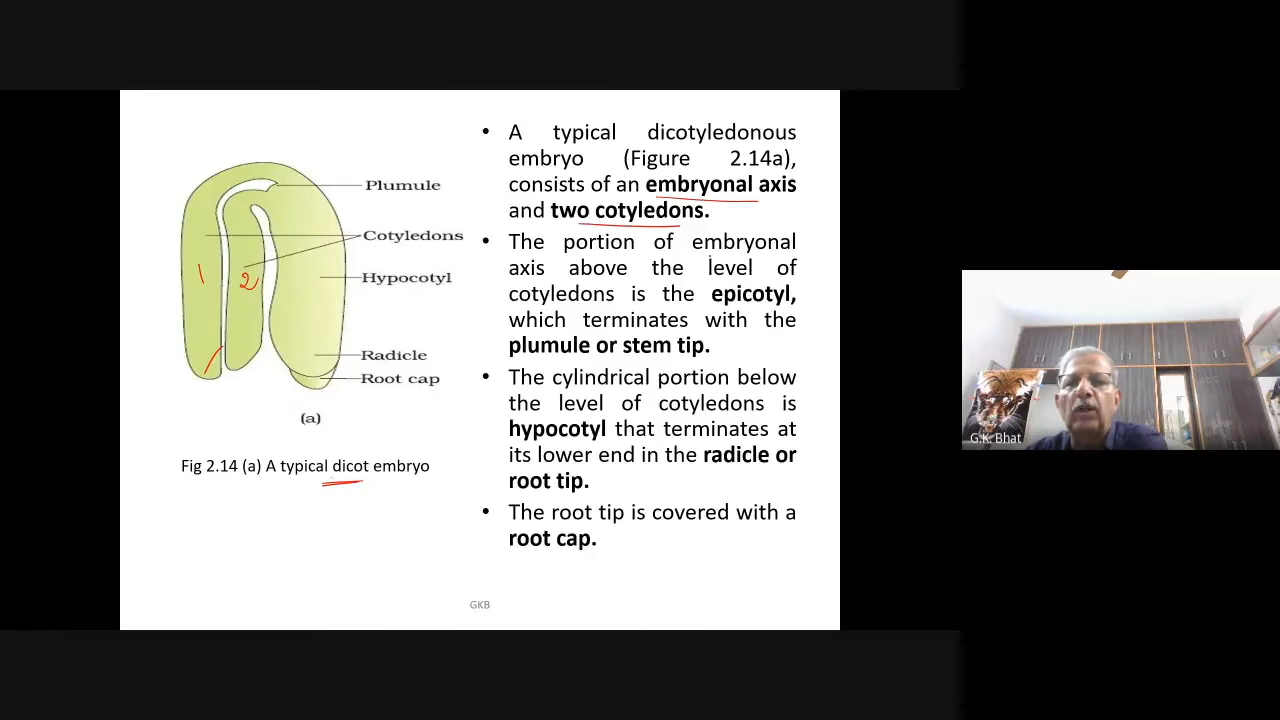 Plumule
Cotyledons
Hypocotyl
Radicle
Root cap
1
2
(a)
Fig 2.14 (a) A typical dicot embryo
• A typical dicotyledonous
embryo (Figure 2.14a),
consists of an embryonal axis
and two cotyledons.
• The portion of embryonal
axis above the level of
cotyledons is the epicotyl,
which terminates with the
plumule or stem tip.
• The cylindrical portion below
the level of cotyledons is
hypocotyl that terminates at
its lower end in the radicle or
root tip.
• The root tip is covered with a
root cap.
GKB
G.K. Bhat